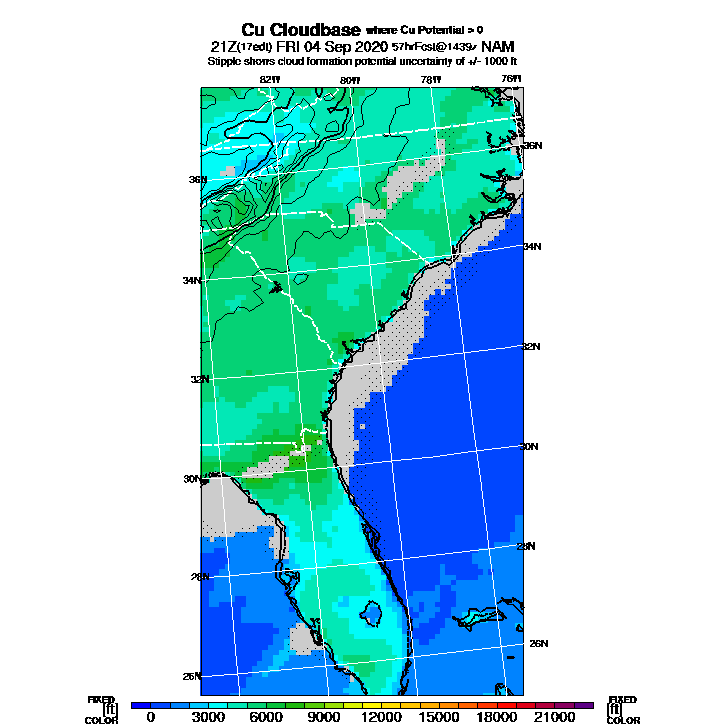 Cu Cloudbase where Cu Potential > 0
21Z(17edt) FRI 04 Sep 2020 57hrFcst@1439z NAM
Stipple shows cloud formation potential uncertainty of +/- 1000 ft
82W 80W 78W 76W
36N
36N
34N
34N
32N
32N
30N
30N
28N
28N
26N
26N
FIXED FIXED
[ft] [ft]
COLOR 0 3000 6000 9000 12000 15000 18000 21000 COLOR